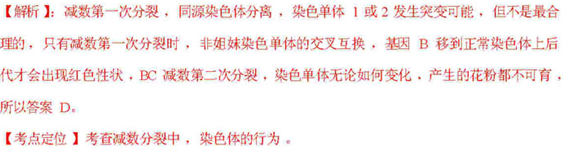 【解析】：减数第一次分裂，同源染色体分离，染色单体 1 或 2 发生突变可能，但不是最合
理的，只有减数第一次分裂时，非姐妹染色单体的交叉互换，基因 B 移到正常染色体上后
代才会出现红色性状，BC 减数第二次分裂，染色单体无论如何变化，产生的花粉都不可育，
所以答案 D。
【考点定位 】考查减数分裂中，染色体的行为 。